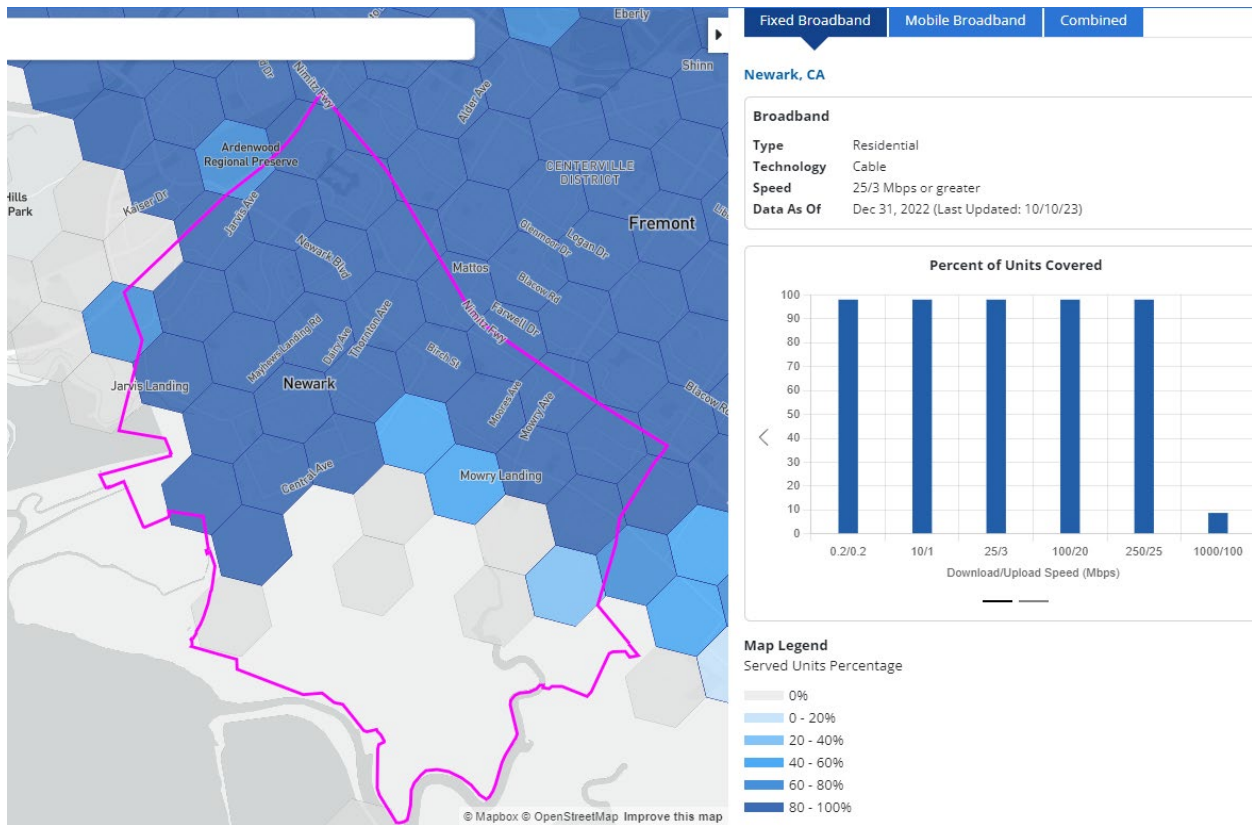 Eberly
Nimitz Fwy
Dr
Shinn
Alder Ave
Ardenwood
Regional Preserve
CENTERVILLE
DISTRICT
Hills
Park
Kaiser Dr
Jarvis Ave
Fremont
Glenmoor Dr
Logan Dr
Newark Blvd
Mattos
Blacow Rd
Nimitz Fwy
Farwell Dr
Mayhews Landing Rd
Dairy Ave
Thornton Ave
Birch St
Jarvis Landing
Newark
Moores Ave
Mowry Ave
Blacow Rd
Central Ave
Mowry Landing
© Mapbox © OpenStreetMap Improve this map
Fixed Broadband
Mobile Broadband
Combined
Newark, CA
Broadband
Type Residential
Technology Cable
Speed 25/3 Mbps or greater
Data As Of Dec 31, 2022 (Last Updated: 10/10/23)
Percent of Units Covered
100
90
80
70
60
50
40
30
20
10
0
0.2/0.2 10/1 25/3 100/20 250/25 1000/100
Download/Upload Speed (Mbps)
Map Legend
Served Units Percentage
0%
0 - 20%
20 - 40%
40 - 60%
60 - 80%
80 - 100%